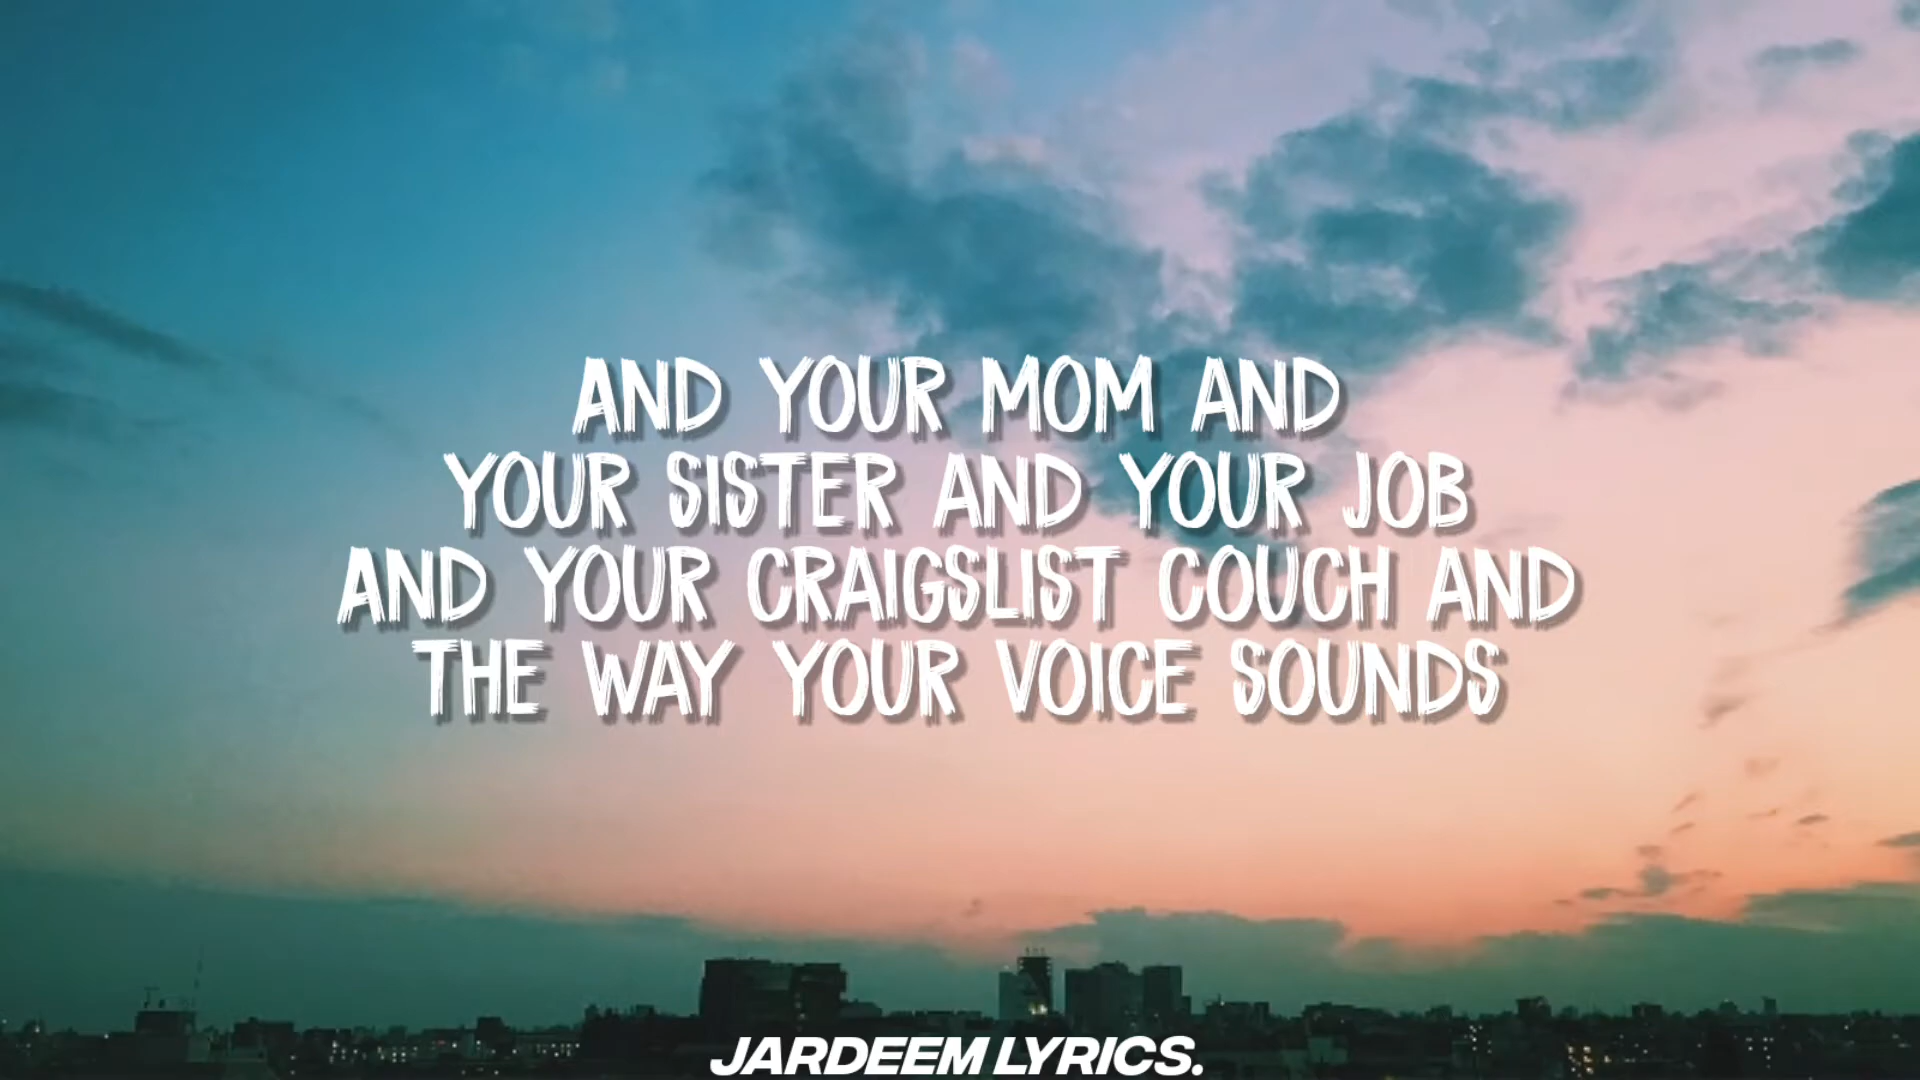 AND YOUR MOM AND
YOUR SISTER AND YOUR JOB
AND YOUR CRAIGSLIST COUCH AND
THE WAY YOUR VOICE SOUNDS
JARDEEM LYRICS.